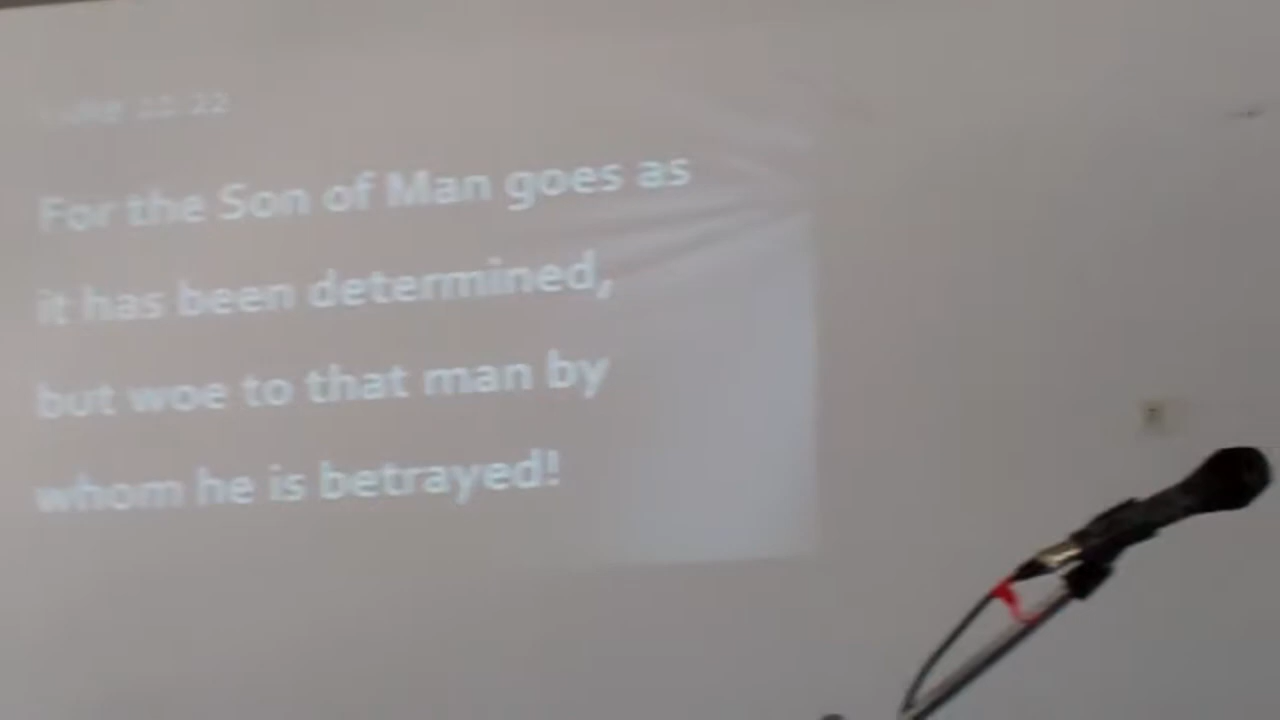 For the Son of Man goes as
it has been determined,
but woe to that man by
whom he is betrayed!